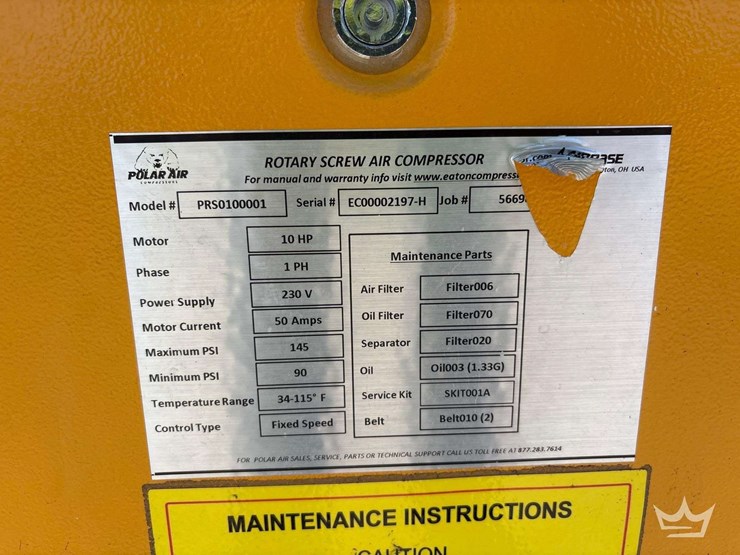 POLAR AIR
COMPRESSORS
ROTARY SCREW AIR COMPRESSOR
For manual and warranty info visit www.eatoncompress
OH USA
Model # PRS0100001 Serial # EC00002197-H Job # 5669
Motor 10 HP
Phase 1 PH
Power Supply 230 V
Motor Current 50 Amps
Maximum PSI 145
Minimum PSI 90
Temperature Range 34-115° F
Control Type Fixed Speed
Maintenance Parts
Air Filter Filter006
Oil Filter Filter070
Separator Filter020
Oil Oil003 (1.33G)
Service Kit SKIT001A
Belt Belt010 (2)
FOR POLAR AIR SALES, SERVICE, PARTS OR TECHNICAL SUPPORT CALL US TOLL FREE AT 877.283.7614
MAINTENANCE INSTRUCTIONS
CAUTION